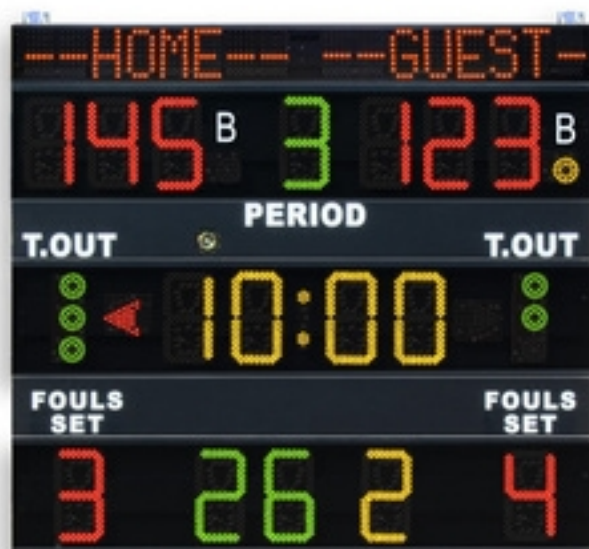 --HOME-- --GUEST-
145 B 3 123 B
PERIOD
T.OUT T.OUT
10:00
FOULS SET FOULS SET
3 26 2 4